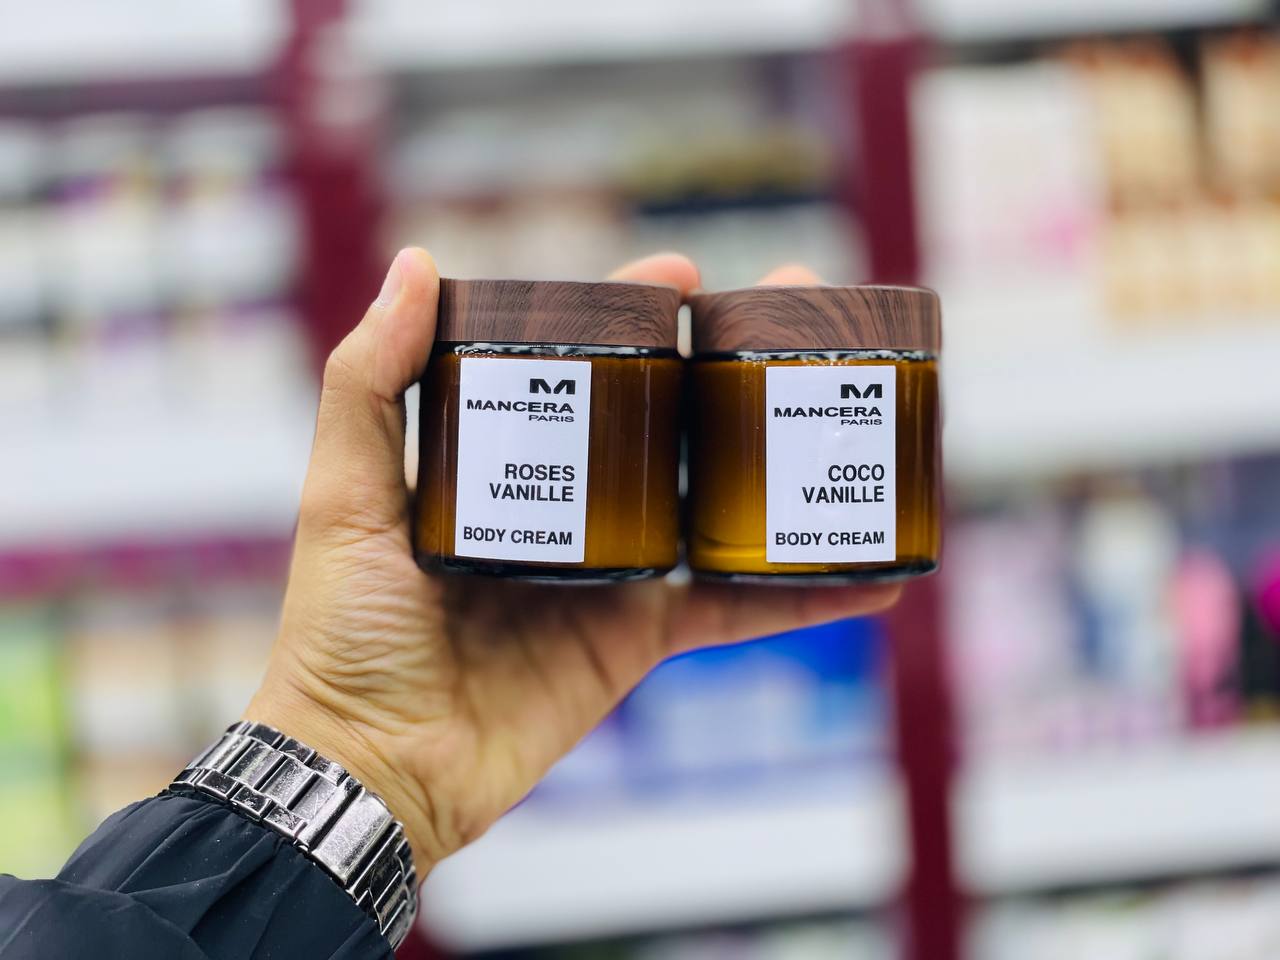 M
MANCERA
PARIS
ROSES
VANILLE
BODY CREAM
M
MANCERA
PARIS
COCO
VANILLE
BODY CREAM